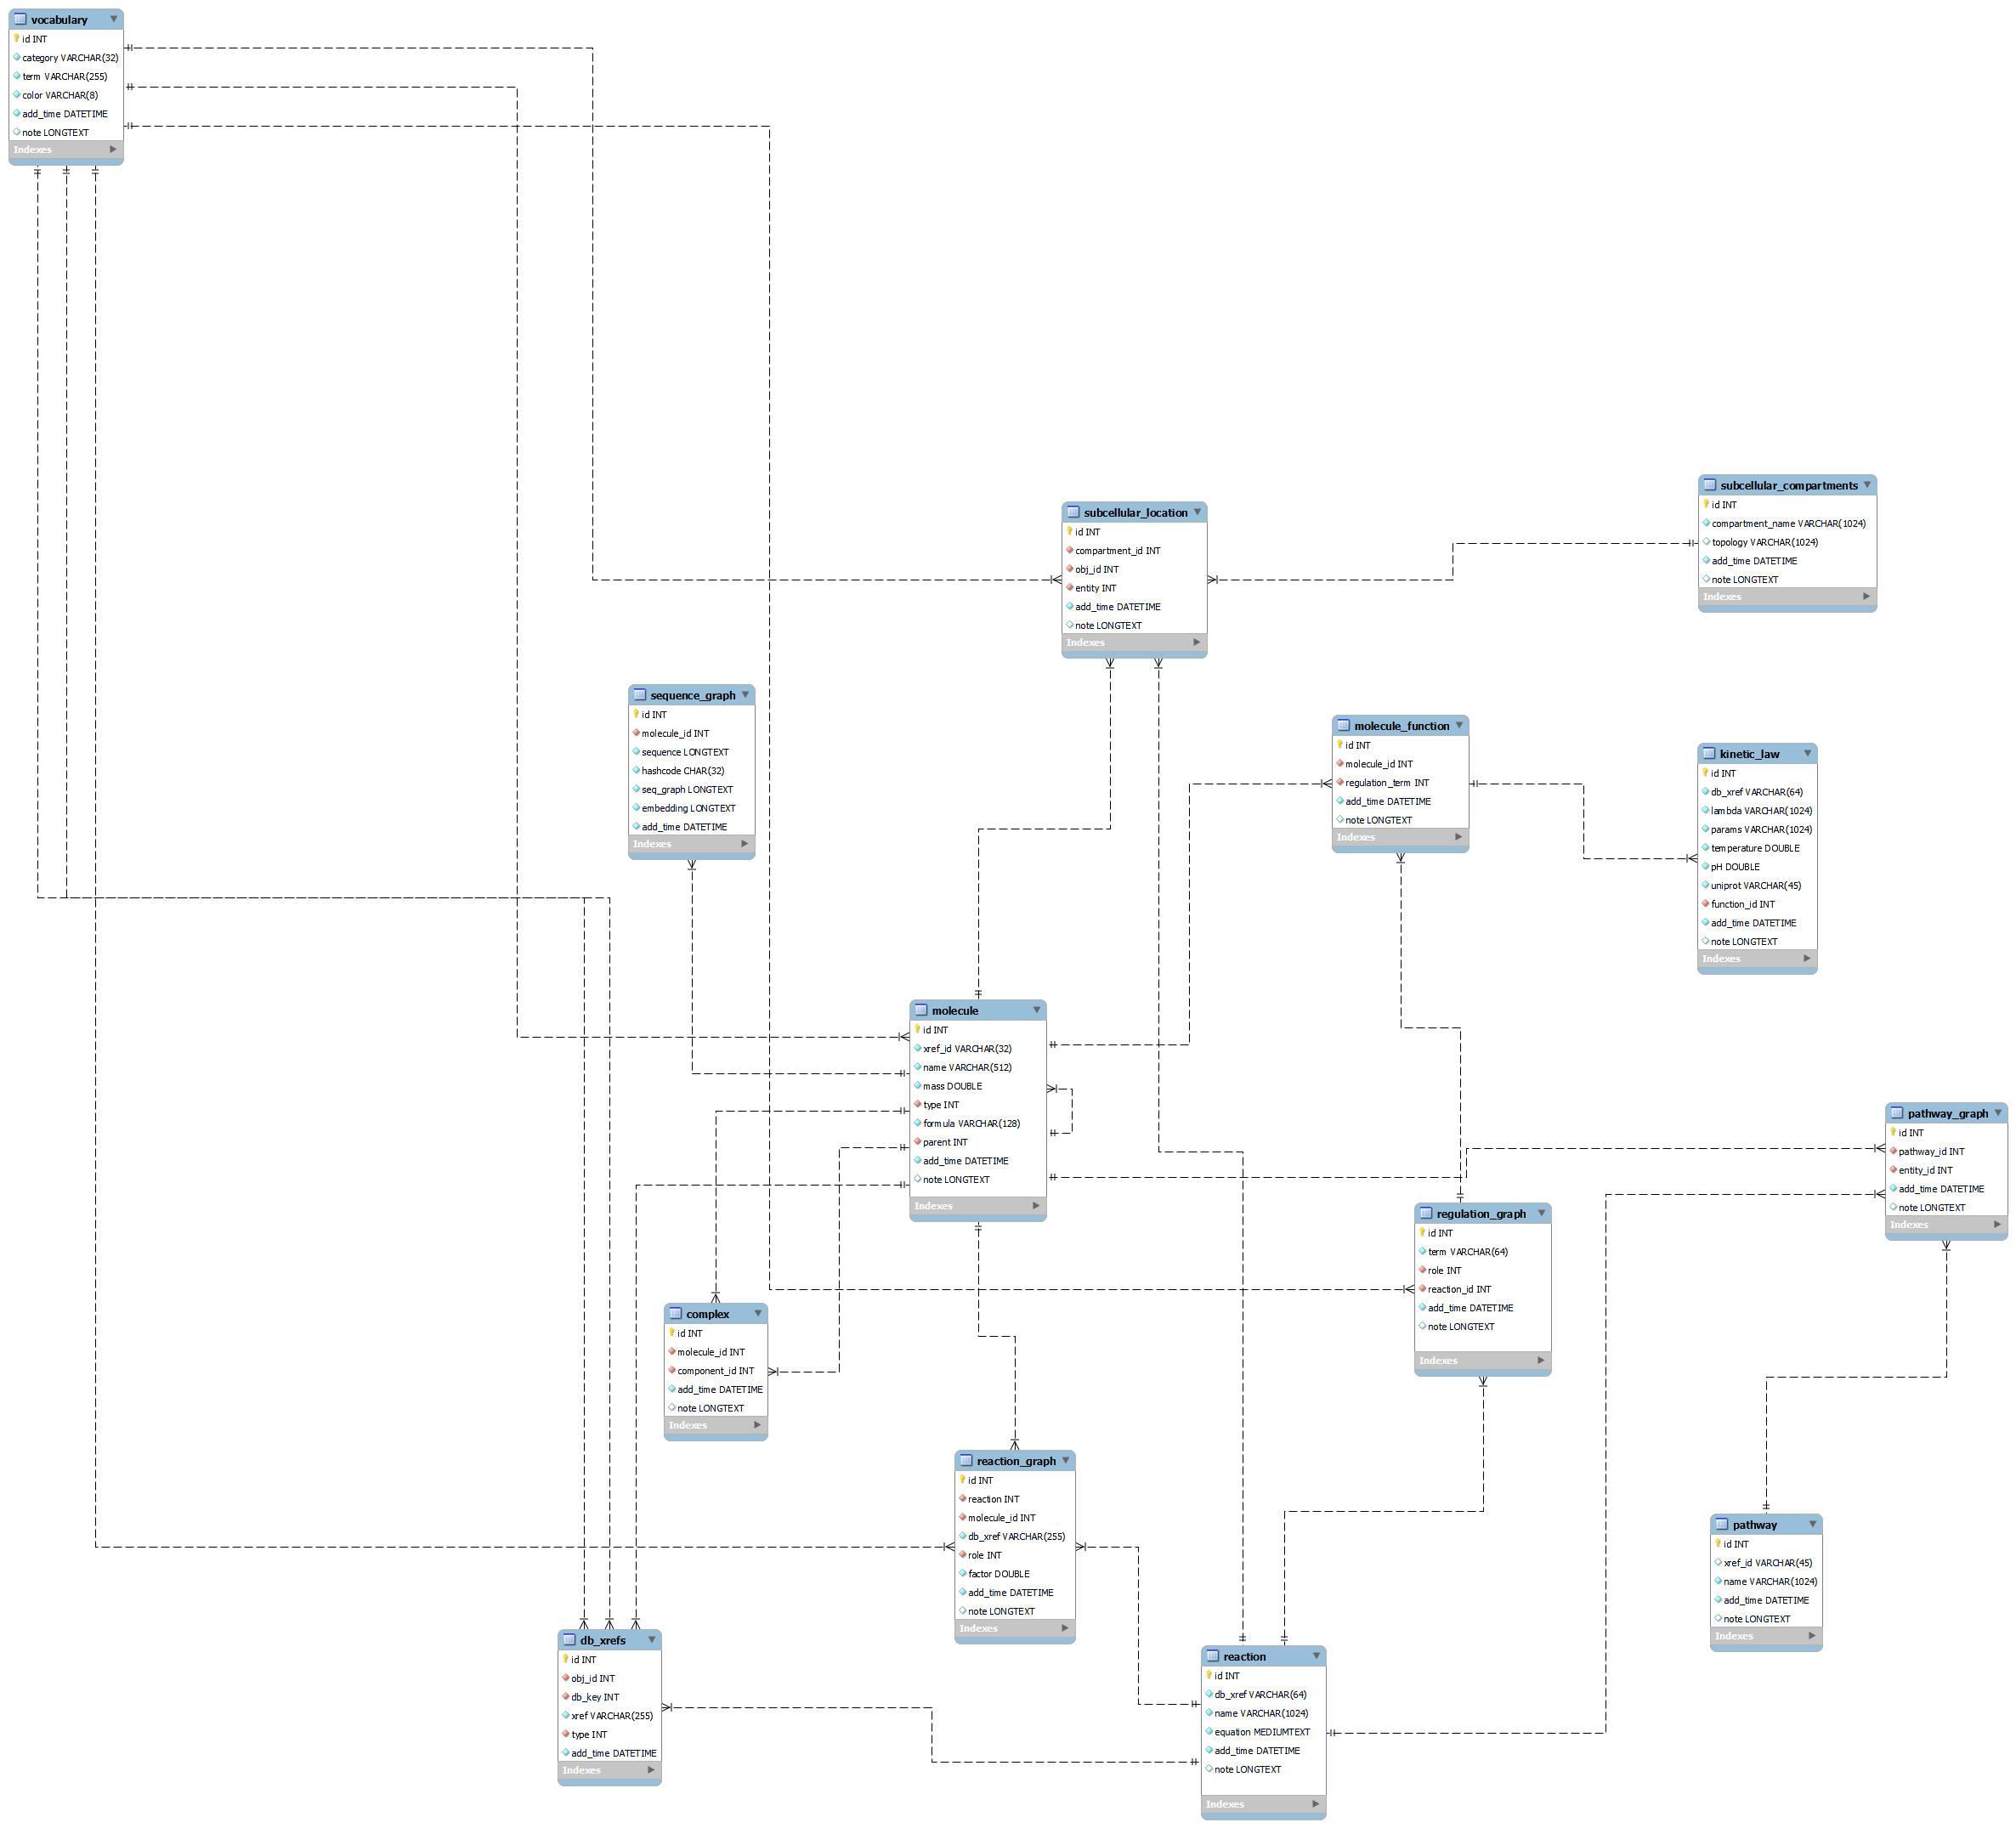 vocabulary
id INT
category VARCHAR(32)
term VARCHAR(255)
color VARCHAR(8)
add_time DATETIME
note LONGTEXT
Indexes
subcellular_compartments
id INT
compartment_name VARCHAR(1024)
topology VARCHAR(1024)
add_time DATETIME
note LONGTEXT
Indexes
subcellular_location
id INT
compartment_id INT
obj_id INT
entity INT
add_time DATETIME
note LONGTEXT
Indexes
sequence_graph
id INT
molecule_id INT
sequence LONGTEXT
hashcode CHAR(32)
seq_graph LONGTEXT
embedding LONGTEXT
add_time DATETIME
Indexes
molecule_function
id INT
molecule_id INT
regulation_term INT
add_time DATETIME
note LONGTEXT
Indexes
kinetic_law
id INT
db_xref VARCHAR(64)
lambda VARCHAR(1024)
params VARCHAR(1024)
temperature DOUBLE
pH DOUBLE
uniprot VARCHAR(45)
function_id INT
add_time DATETIME
note LONGTEXT
Indexes
molecule
id INT
xref_id VARCHAR(32)
name VARCHAR(512)
mass DOUBLE
type INT
formula VARCHAR(128)
parent INT
add_time DATETIME
note LONGTEXT
Indexes
pathway_graph
id INT
pathway_id INT
entity_id INT
add_time DATETIME
note LONGTEXT
Indexes
regulation_graph
id INT
term VARCHAR(64)
role INT
reaction_id INT
add_time DATETIME
note LONGTEXT
Indexes
complex
id INT
molecule_id INT
component_id INT
add_time DATETIME
note LONGTEXT
Indexes
reaction_graph
id INT
reaction INT
molecule_id INT
db_xref VARCHAR(255)
role INT
factor DOUBLE
add_time DATETIME
note LONGTEXT
Indexes
pathway
id INT
xref_id VARCHAR(45)
name VARCHAR(1024)
add_time DATETIME
note LONGTEXT
Indexes
db_xrefs
id INT
obj_id INT
db_key INT
xref VARCHAR(255)
type INT
add_time DATETIME
Indexes
reaction
id INT
db_xref VARCHAR(64)
name VARCHAR(1024)
equation MEDIUMTEXT
add_time DATETIME
note LONGTEXT
Indexes